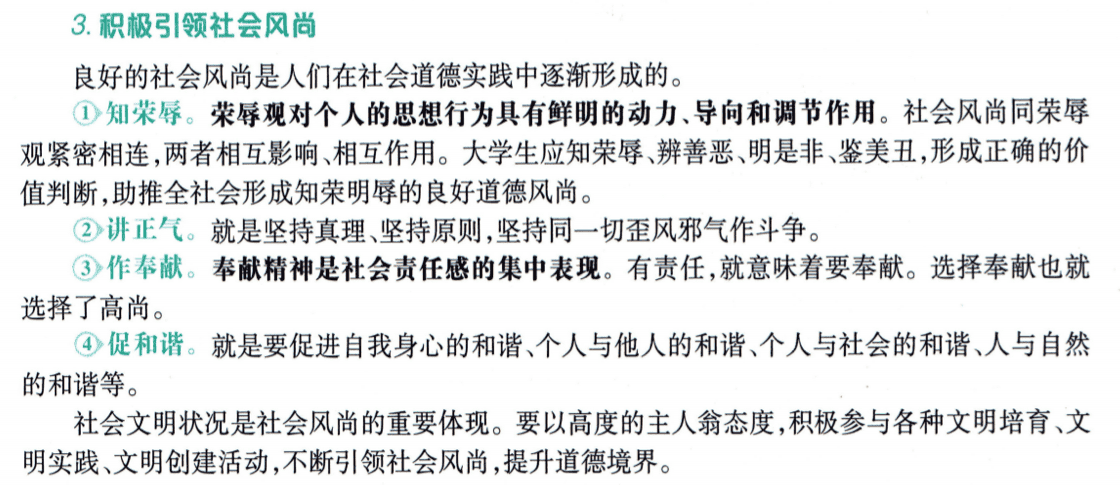 3. 积极引领社会风尚
良好的社会风尚是人们在社会道德实践中逐渐形成的。
①知荣辱。荣辱观对个人的思想行为具有鲜明的动力、导向和调节作用。社会风尚同荣辱
观紧密相连,两者相互影响、相互作用。大学生应知荣辱、辨善恶、明是非、鉴美丑,形成正确的价
值判断,助推全社会形成知荣明辱的良好道德风尚。
②讲正气。就是坚持真理、坚持原则,坚持同一切歪风邪气作斗争。
③作奉献。奉献精神是社会责任感的集中表现。有责任,就意味着要奉献。选择奉献也就
选择了高尚。
④促和谐。就是要促进自我身心的和谐、个人与他人的和谐、个人与社会的和谐、人与自然
的和谐等。
社会文明状况是社会风尚的重要体现。要以高度的主人翁态度,积极参与各种文明培育、文
明实践、文明创建活动,不断引领社会风尚,提升道德境界。